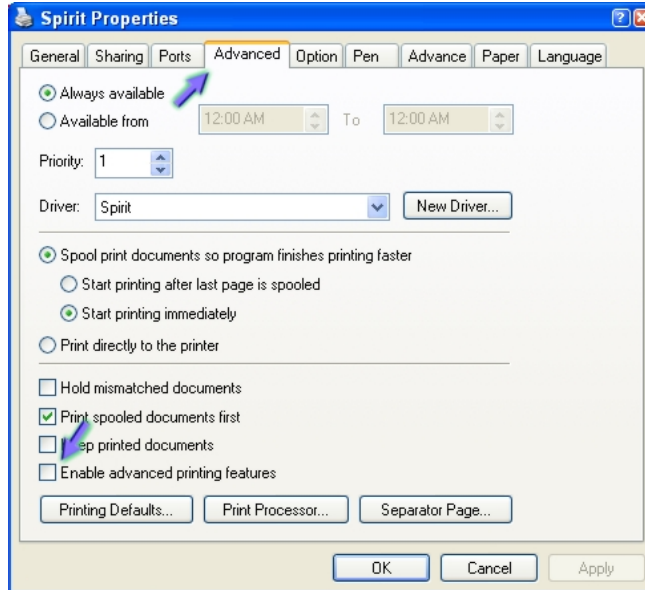 Spirit Properties
General Sharing Ports Advanced Option Pen Advance Paper Language
Always available
Available from 12:00 AM To 12:00 AM
Priority: 1
Driver: Spirit New Driver...
Spool print documents so program finishes printing faster
Start printing after last page is spooled
Start printing immediately
Print directly to the printer
Hold mismatched documents
Print spooled documents first
Keep printed documents
Enable advanced printing features
Printing Defaults... Print Processor... Separator Page...
OK Cancel Apply